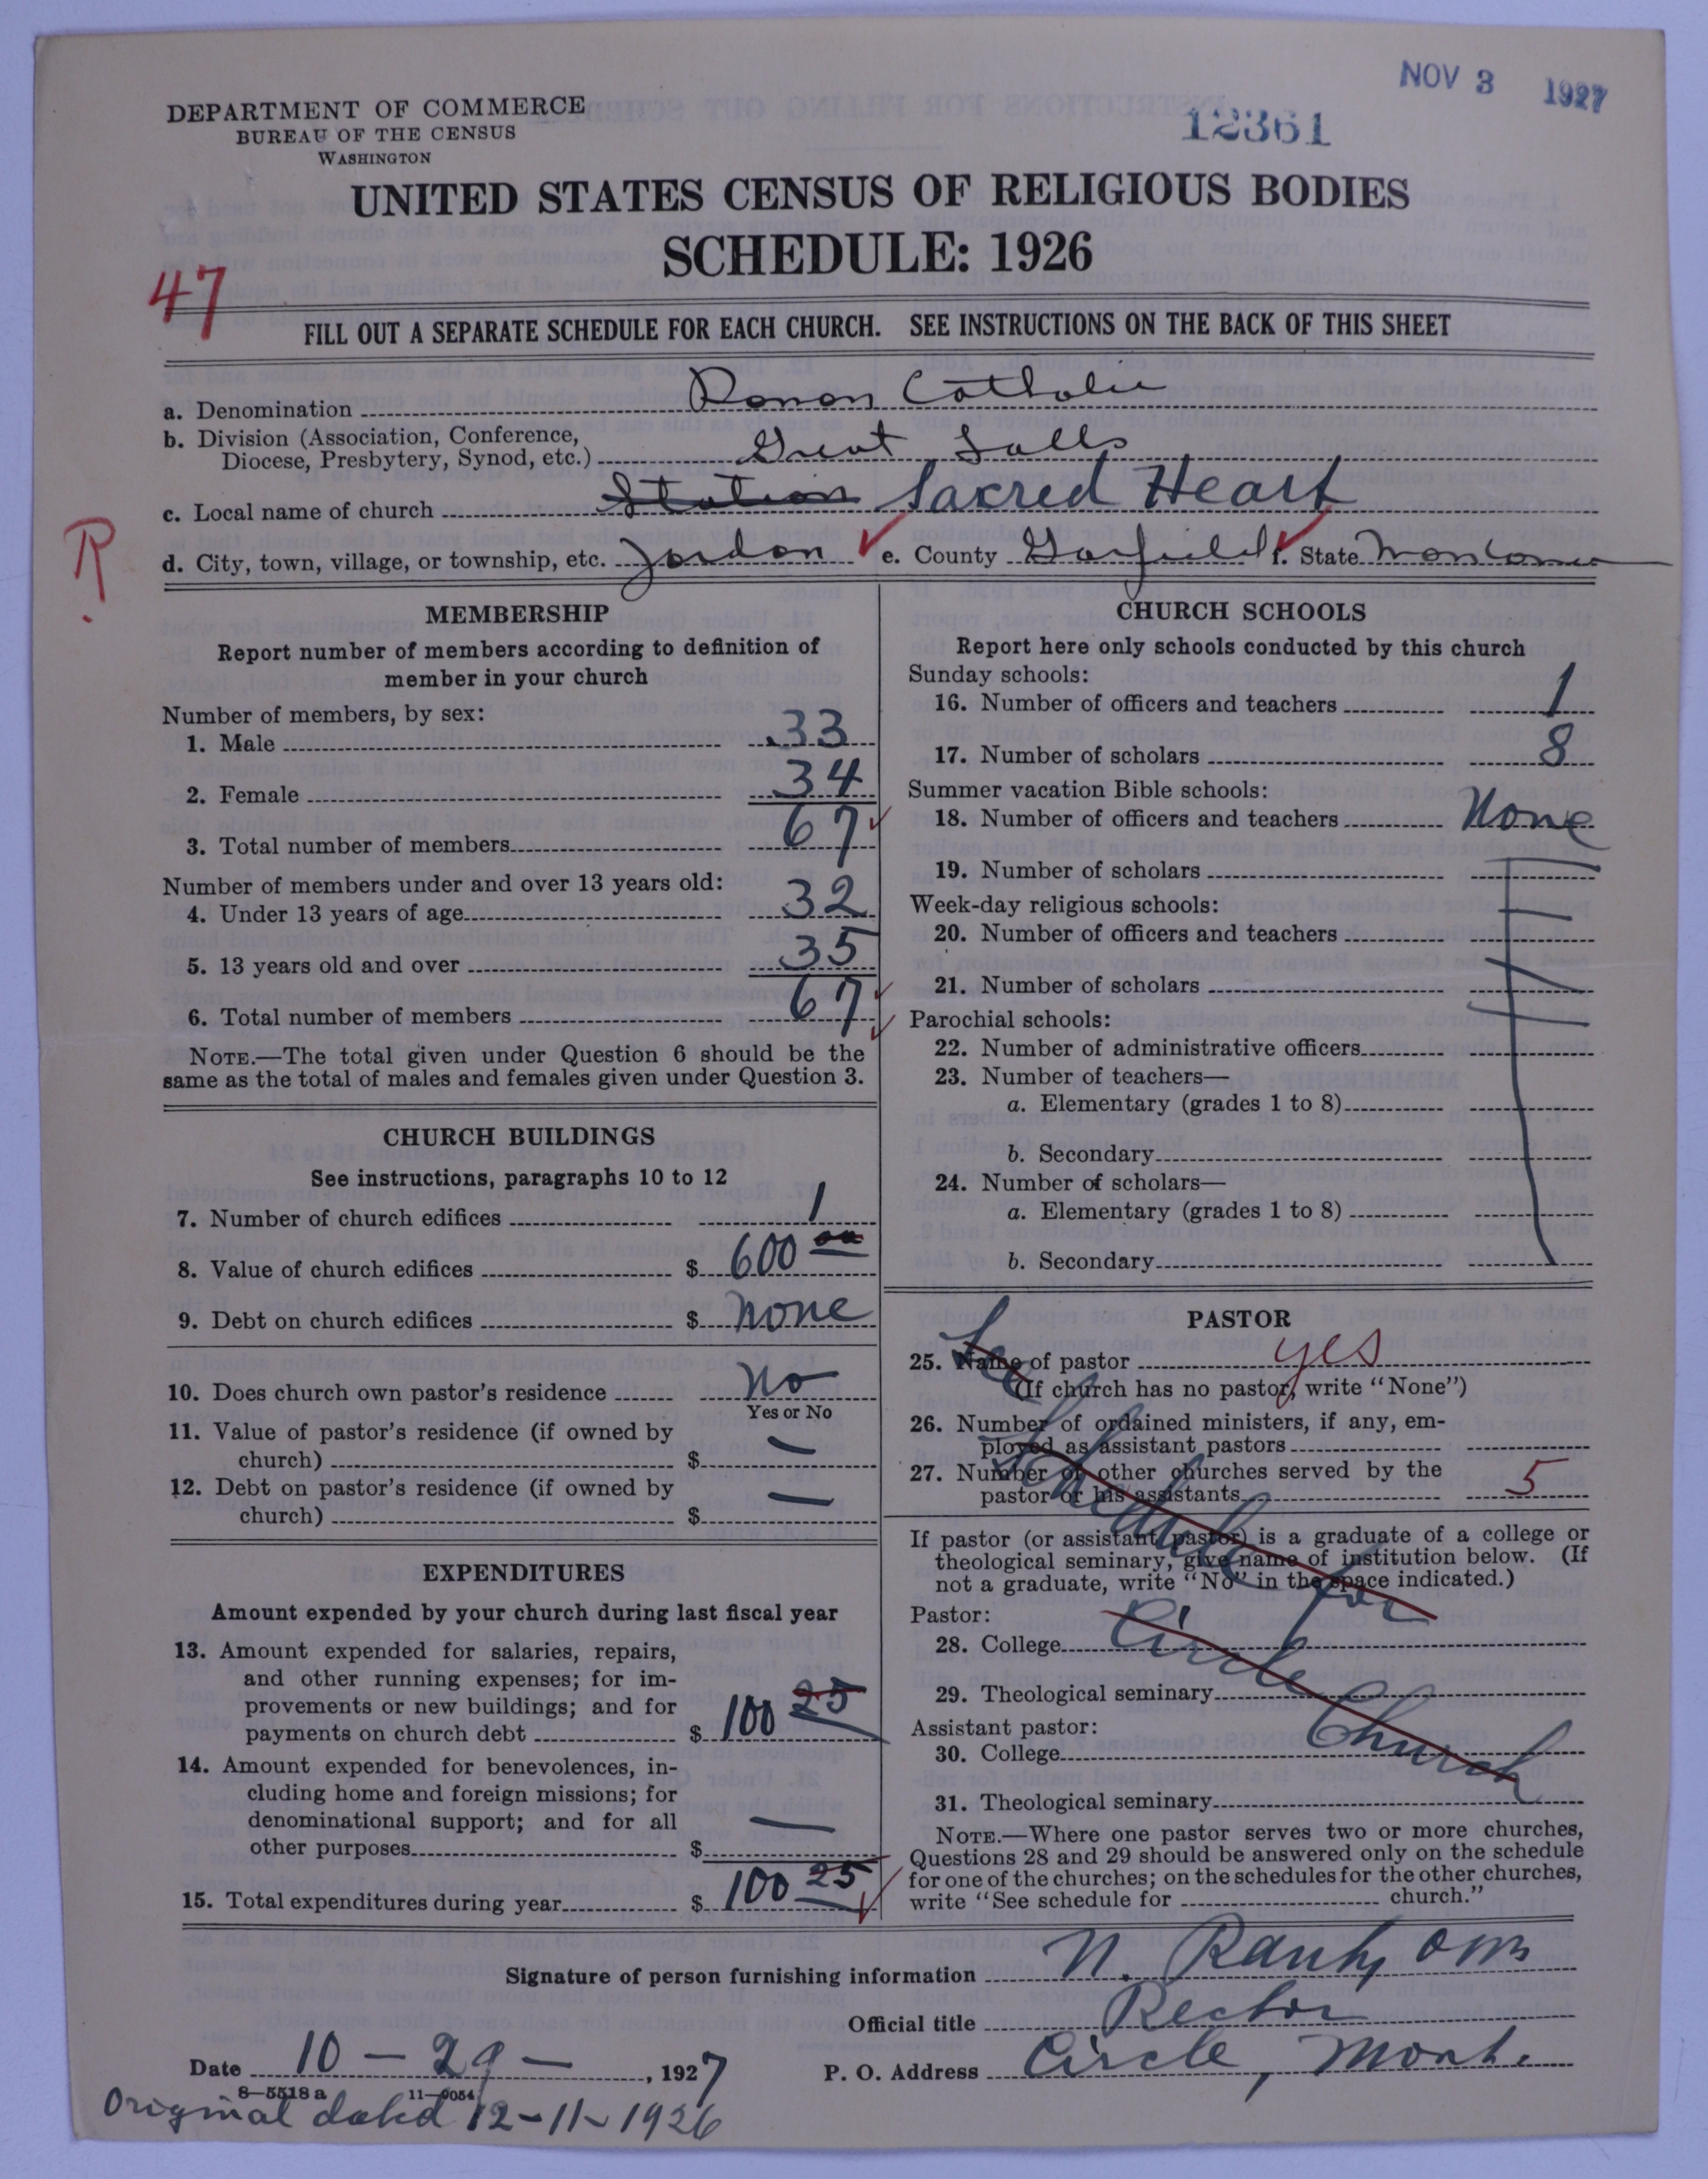 NOV 3 1927
12361
DEPARTMENT OF COMMERCE
BUREAU OF THE CENSUS
WASHINGTON
UNITED STATES CENSUS OF RELIGIOUS BODIES
SCHEDULE: 1926
47
FILL OUT A SEPARATE SCHEDULE FOR EACH CHURCH. SEE INSTRUCTIONS ON THE BACK OF THIS SHEET
a. Denomination Roman Catholic
b. Division (Association, Conference,
Diocese, Presbytery, Synod, etc.) Great Falls
c. Local name of church Station Sacred Heart
R
d. City, town, village, or township, etc. Jordon e. County Garfield f. State Montana
MEMBERSHIP
Report number of members according to definition of
member in your church
Number of members, by sex:
1. Male 33
2. Female 34
3. Total number of members 67
Number of members under and over 13 years old:
4. Under 13 years of age 32
5. 13 years old and over 35
6. Total number of members 67
NOTE.—The total given under Question 6 should be the
same as the total of males and females given under Question 3.
CHURCH BUILDINGS
See instructions, paragraphs 10 to 12
7. Number of church edifices 1
8. Value of church edifices $ 600 00
9. Debt on church edifices $ none
10. Does church own pastor's residence No
Yes or No
11. Value of pastor's residence (if owned by
church) $ —
12. Debt on pastor's residence (if owned by
church) $ —
EXPENDITURES
Amount expended by your church during last fiscal year
13. Amount expended for salaries, repairs,
and other running expenses; for im-
provements or new buildings; and for
payments on church debt $ 100 25
14. Amount expended for benevolences, in-
cluding home and foreign missions; for
denominational support; and for all
other purposes $ —
15. Total expenditures during year $ 100 25
CHURCH SCHOOLS
Report here only schools conducted by this church
Sunday schools:
16. Number of officers and teachers 1
17. Number of scholars 8
Summer vacation Bible schools:
18. Number of officers and teachers None
19. Number of scholars
Week-day religious schools:
20. Number of officers and teachers
21. Number of scholars
Parochial schools:
22. Number of administrative officers
23. Number of teachers—
a. Elementary (grades 1 to 8)
b. Secondary
24. Number of scholars—
a. Elementary (grades 1 to 8)
b. Secondary
PASTOR
25. Name of pastor yes
(If church has no pastor, write "None")
26. Number of ordained ministers, if any, em-
ployed as assistant pastors
27. Number of other churches served by the
pastor or his assistants 5
See Schedule for Circle Church
If pastor (or assistant pastor) is a graduate of a college or
theological seminary, give name of institution below. (If
not a graduate, write "No" in the space indicated.)
Pastor:
28. College
29. Theological seminary
Assistant pastor:
30. College
31. Theological seminary
NOTE.—Where one pastor serves two or more churches,
Questions 28 and 29 should be answered only on the schedule
for one of the churches; on the schedules for the other churches,
write "See schedule for church."
Signature of person furnishing information N.
Official title Rector
Date 10 — 29 —, 1927 P. O. Address Circle, Mont.
8—5518 a 11—9054
Original dated 12-11-1926